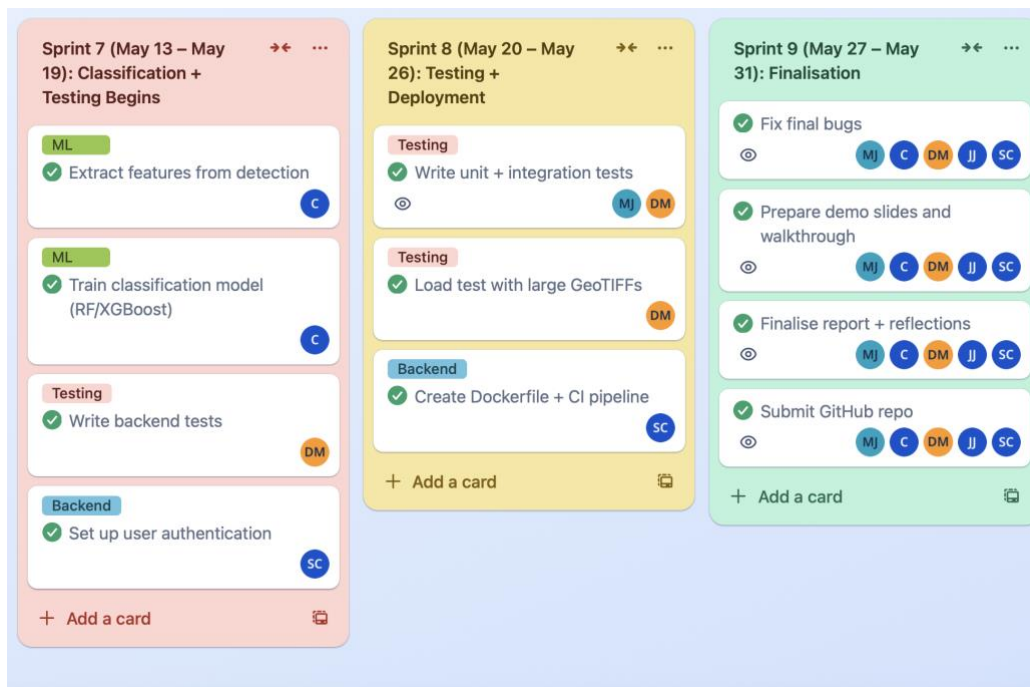 Sprint 7 (May 13 – May
19): Classification +
Testing Begins
ML
Extract features from detection
C
ML
Train classification model
(RF/XGBoost)
C
Testing
Write backend tests
DM
Backend
Set up user authentication
SC
+ Add a card
Sprint 8 (May 20 – May
26): Testing +
Deployment
Testing
Write unit + integration tests
MJ DM
Testing
Load test with large GeoTIFFs
DM
Backend
Create Dockerfile + CI pipeline
SC
+ Add a card
Sprint 9 (May 27 – May
31): Finalisation
Fix final bugs
MJ C DM JJ SC
Prepare demo slides and
walkthrough
MJ C DM JJ SC
Finalise report + reflections
MJ C DM JJ SC
Submit GitHub repo
MJ C DM JJ SC
+ Add a card